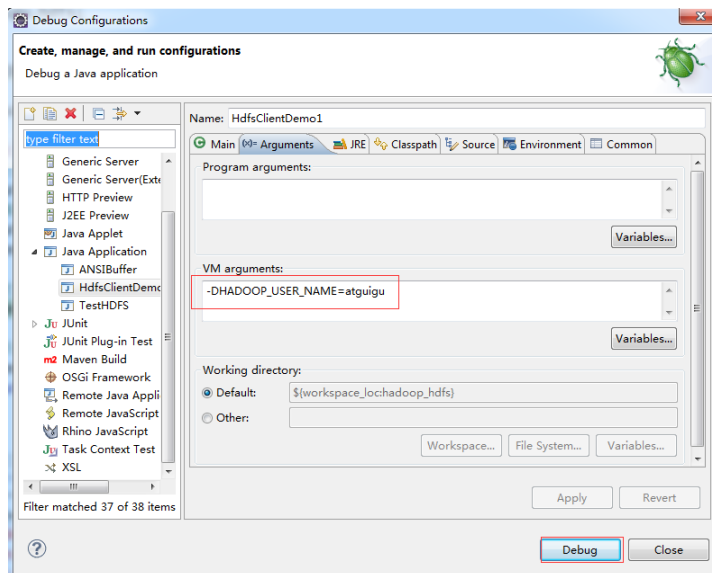 Debug Configurations
Create, manage, and run configurations
Debug a Java application
type filter text
Generic Server
Generic Server(Exte
HTTP Preview
J2EE Preview
Java Applet
Java Application
ANSIBuffer
HdfsClientDemo
TestHDFS
Ju JUnit
JUnit Plug-in Test
m2 Maven Build
OSGi Framework
Remote Java Appli
Remote JavaScript
Rhino JavaScript
Ju Task Context Test
XSL
Filter matched 37 of 38 items
Name: HdfsClientDemo1
Main (x)= Arguments JRE Classpath Source Environment Common
Program arguments:
Variables...
VM arguments:
-DHADOOP_USER_NAME=atguigu
Variables...
Working directory:
Default: ${workspace_loc:hadoop_hdfs}
Other:
Workspace... File System... Variables...
Apply Revert
? Debug Close